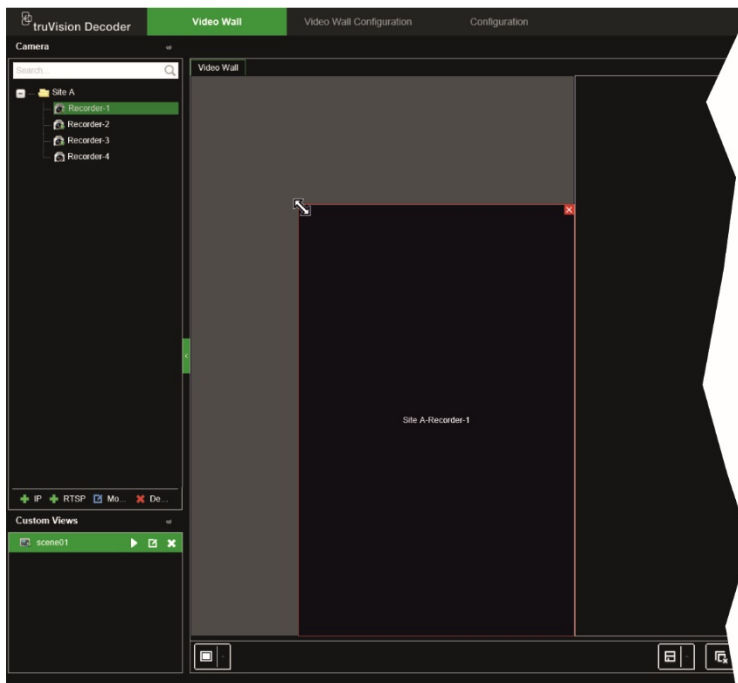 truVision Decoder
Video Wall
Video Wall Configuration
Configuration
Camera
Search...
Video Wall
Site A
Recorder-1
Recorder-2
Recorder-3
Recorder-4
Site A-Recorder-1
IP RTSP Mo... De...
Custom Views
scene01